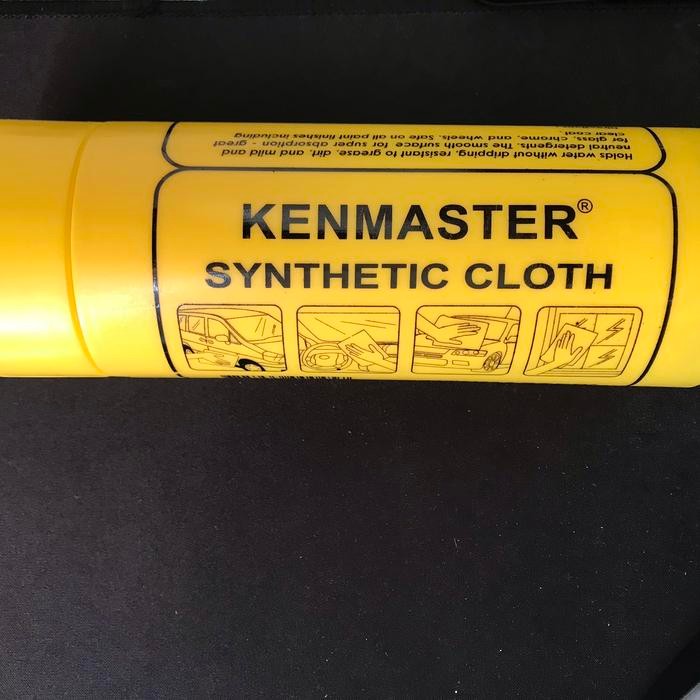 KENMASTER®
SYNTHETIC CLOTH
Holds water without dripping, resistant to grease, dirt, and mild and
neutral detergents. The smooth surface for super absorption - great
for glass, chrome, and wheels. Safe on all paint finishes including
clear coat.